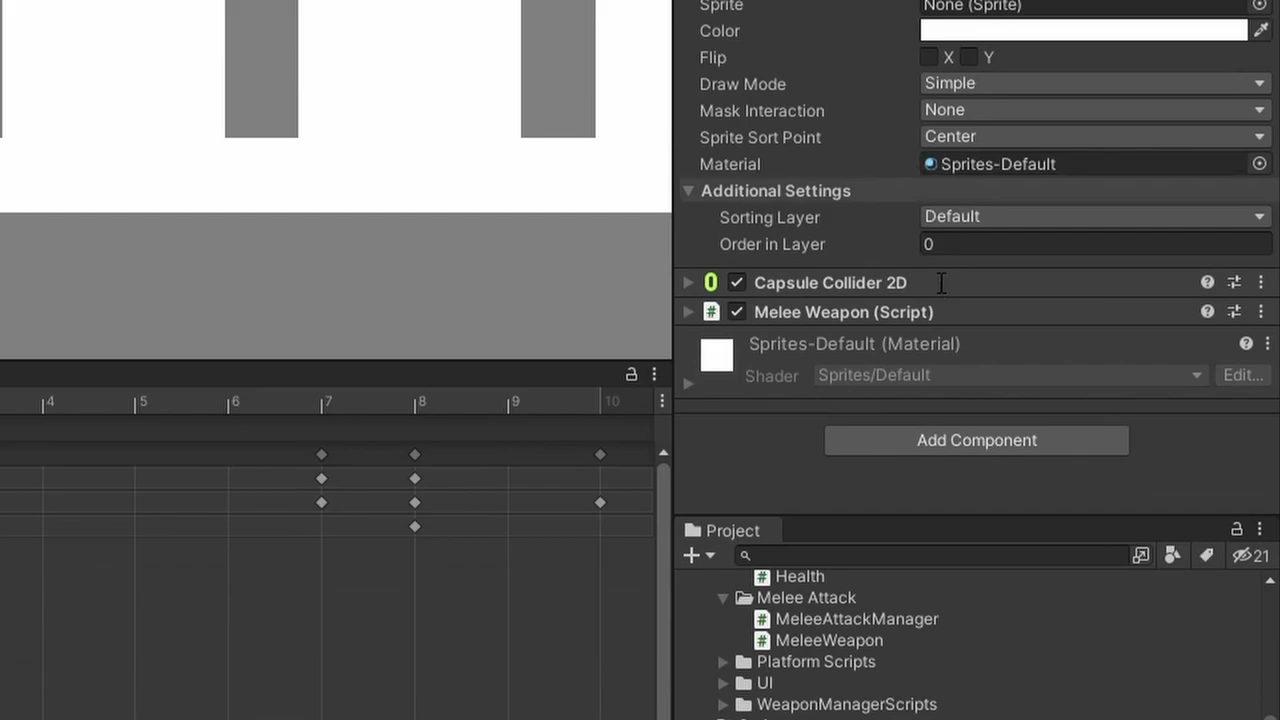 Sprite None (Sprite)
Color
Flip X Y
Draw Mode Simple
Mask Interaction None
Sprite Sort Point Center
Material Sprites-Default
Additional Settings
Sorting Layer Default
Order in Layer 0
Capsule Collider 2D
# Melee Weapon (Script)
Sprites-Default (Material)
Shader Sprites/Default Edit...
4 5 6 7 8 9 10
Add Component
Project
21
# Health
Melee Attack
# MeleeAttackManager
# MeleeWeapon
Platform Scripts
UI
WeaponManagerScripts